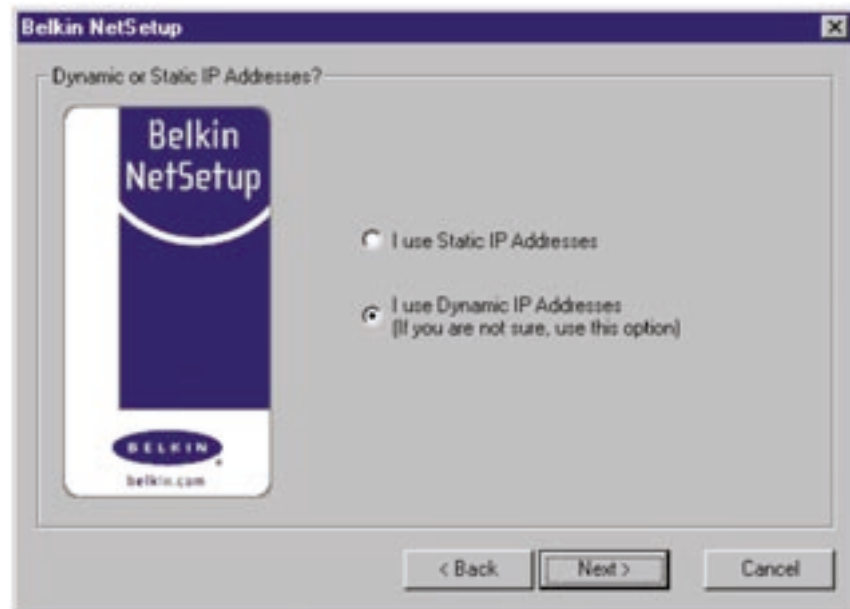 Belkin NetSetup
Dynamic or Static IP Addresses?
Belkin
NetSetup
I use Static IP Addresses
I use Dynamic IP Addresses
(If you are not sure, use this option)
BELKIN
®
belkin.com
< Back
Next >
Cancel